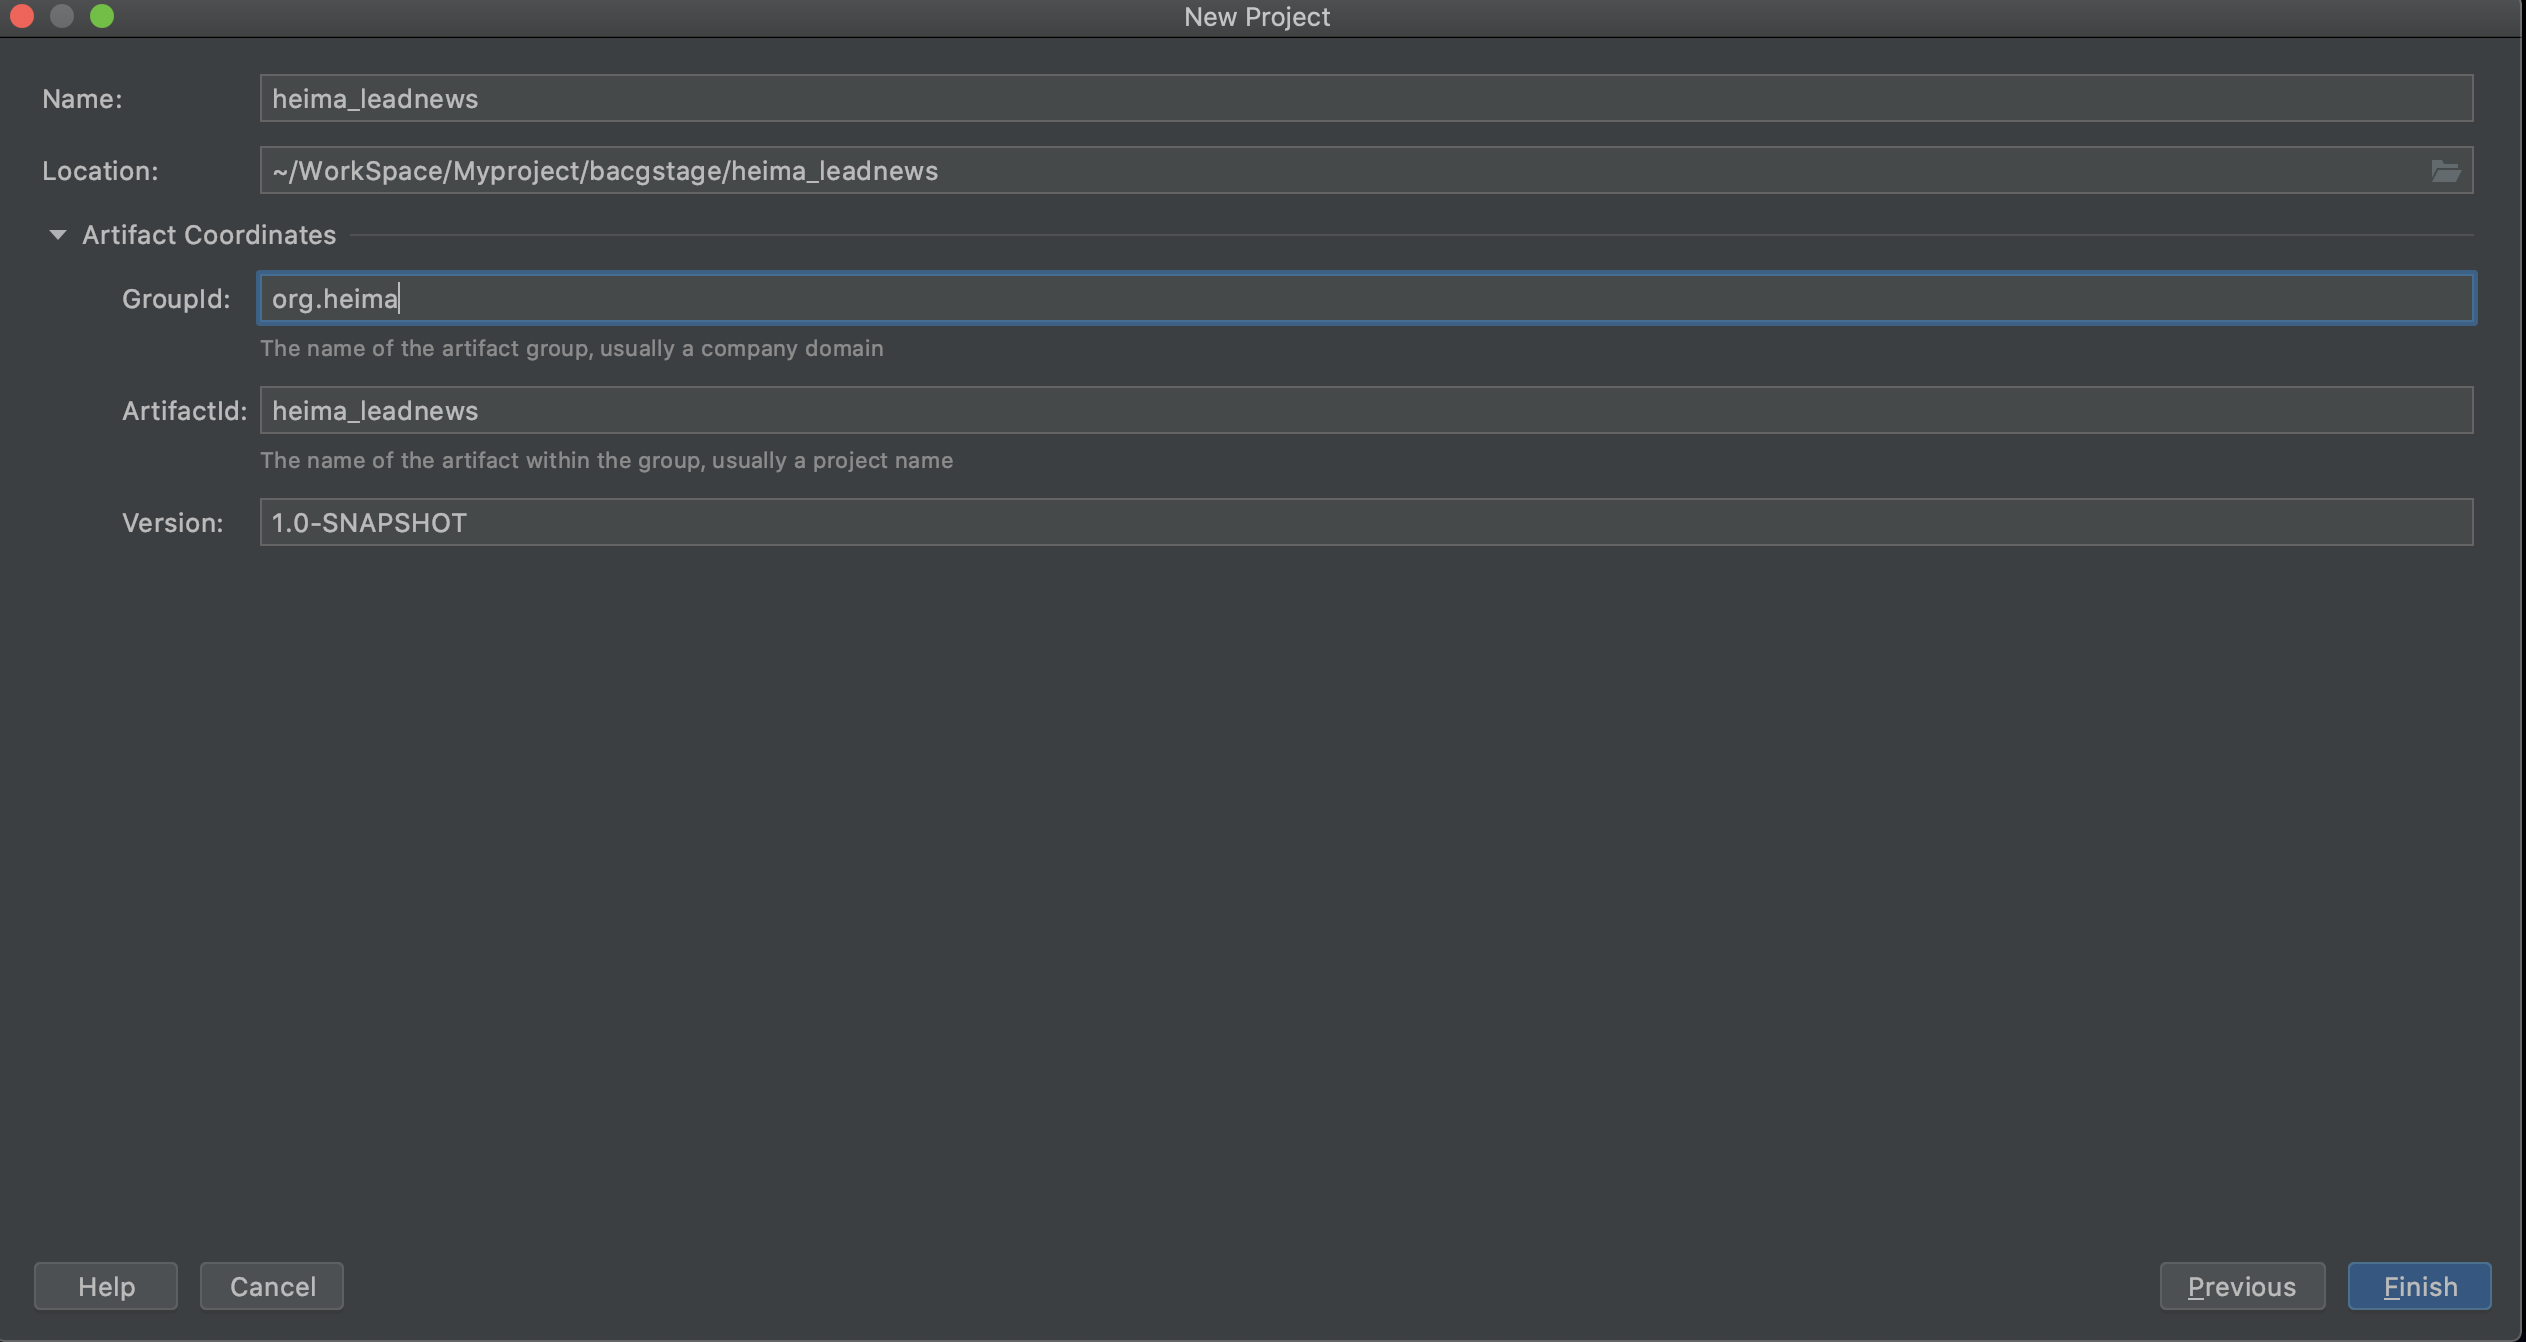 New Project
Name: heima_leadnews
Location: ~/WorkSpace/Myproject/bacgstage/heima_leadnews
Artifact Coordinates
GroupId: org.heima
The name of the artifact group, usually a company domain
ArtifactId: heima_leadnews
The name of the artifact within the group, usually a project name
Version: 1.0-SNAPSHOT
Help Cancel Previous Finish